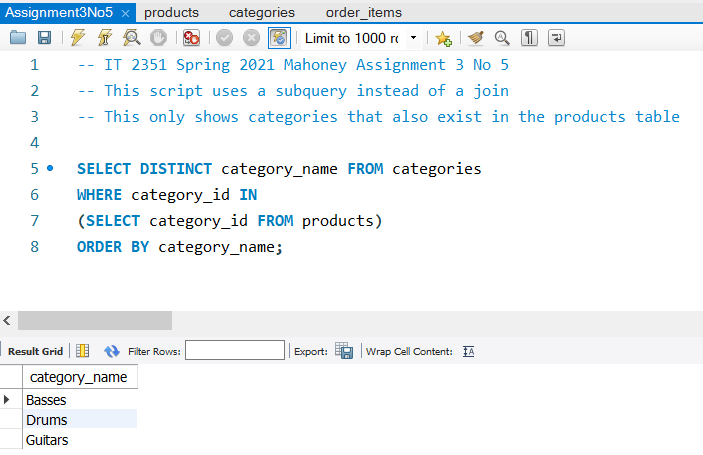 Assignment3No5 × products categories order_items
Limit to 1000 rc
1 -- IT 2351 Spring 2021 Mahoney Assignment 3 No 5
2 -- This script uses a subquery instead of a join
3 -- This only shows categories that also exist in the products table
4
5 SELECT DISTINCT category_name FROM categories
6 WHERE category_id IN
7 (SELECT category_id FROM products)
8 ORDER BY category_name;
Result Grid Filter Rows: Export: Wrap Cell Content: IA
category_name
Basses
Drums
Guitars